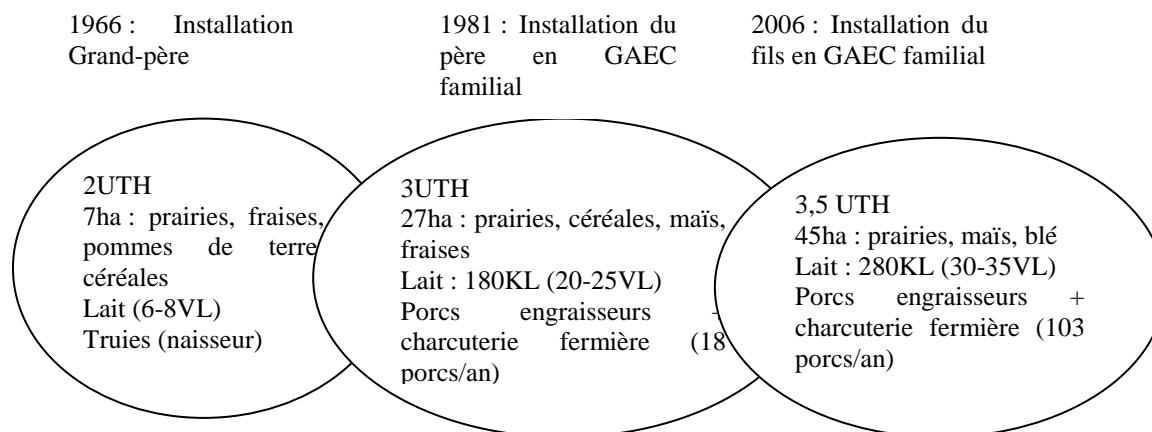 1966 : Installation
Grand-père
1981 : Installation du
père en GAEC
familial
2006 : Installation du
fils en GAEC familial
2UTH
7ha : prairies, fraises,
pommes de terre
céréales
Lait (6-8VL)
Truies (naisseur)
3UTH
27ha : prairies, céréales, maïs,
fraises
Lait : 180KL (20-25VL)
Porcs engraisseurs
charcuterie fermière (18
porcs/an)
3,5 UTH
45ha : prairies, maïs, blé
Lait : 280KL (30-35VL)
Porcs engraisseurs +
charcuterie fermière (103
porcs/an)